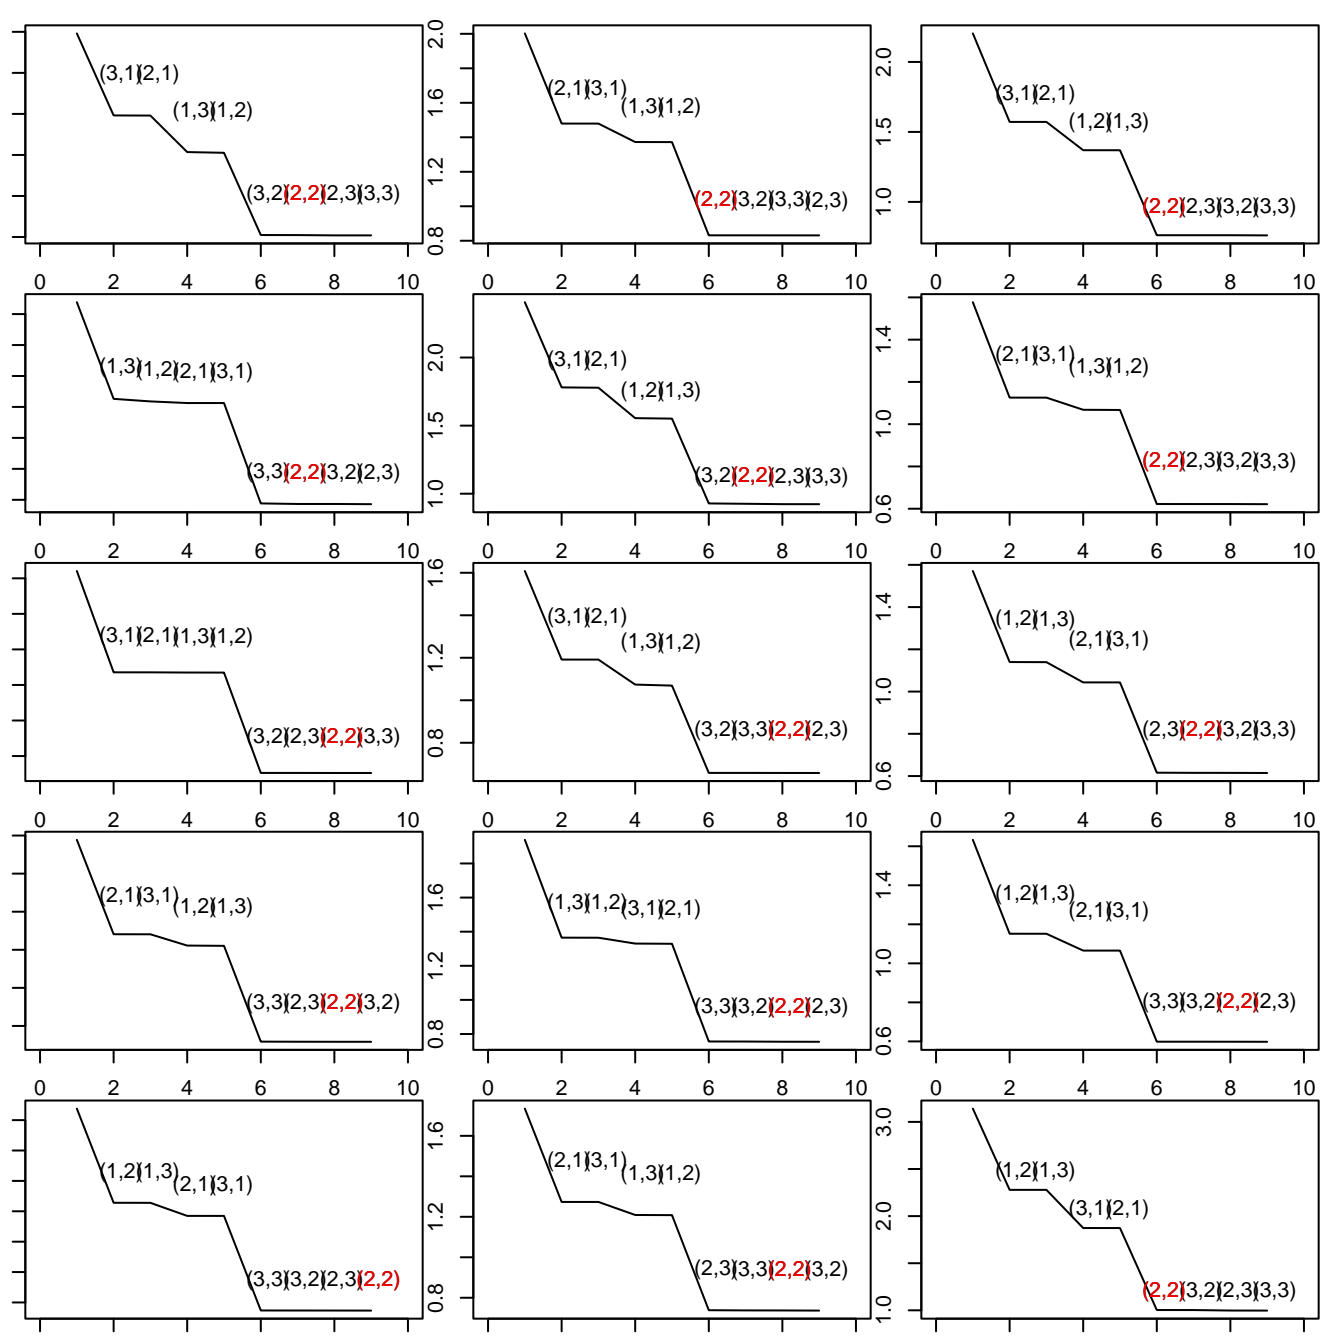 (3,1)(2,1)
(1,3)(1,2)
(3,2)(2,2)(2,3)(3,3)
0.8 1.2 1.6 2.0
(2,1)(3,1)
(1,3)(1,2)
(2,2)(3,2)(3,3)(2,3)
1.0 1.5 2.0
(3,1)(2,1)
(1,2)(1,3)
(2,2)(2,3)(3,2)(3,3)
0 2 4 6 8 10
0 2 4 6 8 10
0 2 4 6 8 10
(1,3)(1,2)(2,1)(3,1)
(3,3)(2,2)(3,2)(2,3)
1.0 1.5 2.0
(3,1)(2,1)
(1,2)(1,3)
(3,2)(2,2)(2,3)(3,3)
0.6 1.0 1.4
(2,1)(3,1)
(1,3)(1,2)
(2,2)(2,3)(3,2)(3,3)
0 2 4 6 8 10
0 2 4 6 8 10
0 2 4 6 8 10
(3,1)(2,1)(1,3)(1,2)
(3,2)(2,3)(2,2)(3,3)
0.8 1.2 1.6
(3,1)(2,1)
(1,3)(1,2)
(3,2)(3,3)(2,2)(2,3)
0.6 1.0 1.4
(1,2)(1,3)
(2,1)(3,1)
(2,3)(2,2)(3,2)(3,3)
0 2 4 6 8 10
0 2 4 6 8 10
0 2 4 6 8 10
(2,1)(3,1)
(1,2)(1,3)
(3,3)(2,3)(2,2)(3,2)
0.8 1.2 1.6
(1,3)(1,2)(3,1)(2,1)
(3,3)(3,2)(2,2)(2,3)
0.6 1.0 1.4
(1,2)(1,3)
(2,1)(3,1)
(3,3)(3,2)(2,2)(2,3)
0 2 4 6 8 10
0 2 4 6 8 10
0 2 4 6 8 10
(1,2)(1,3)
(2,1)(3,1)
(3,3)(3,2)(2,3)(2,2)
0.8 1.2 1.6
(2,1)(3,1)
(1,3)(1,2)
(2,3)(3,3)(2,2)(3,2)
1.0 2.0 3.0
(1,2)(1,3)
(3,1)(2,1)
(2,2)(3,2)(2,3)(3,3)